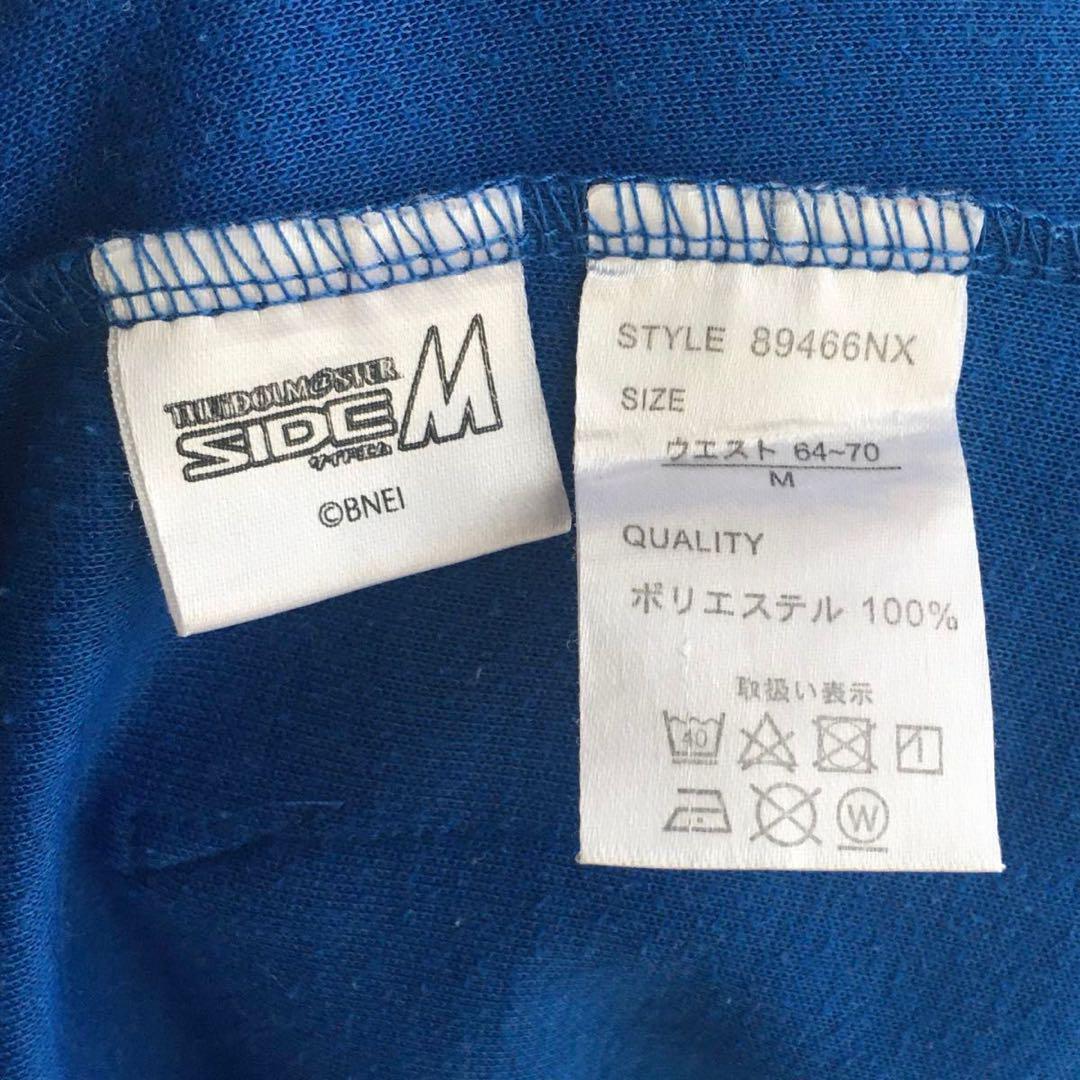 THE iDOLM@STER
SIDE M
サイドエム
©BNEI
STYLE 89466NX
SIZE
ウエスト 64~70
M
QUALITY
ポリエステル 100%
取扱い表示
40
W